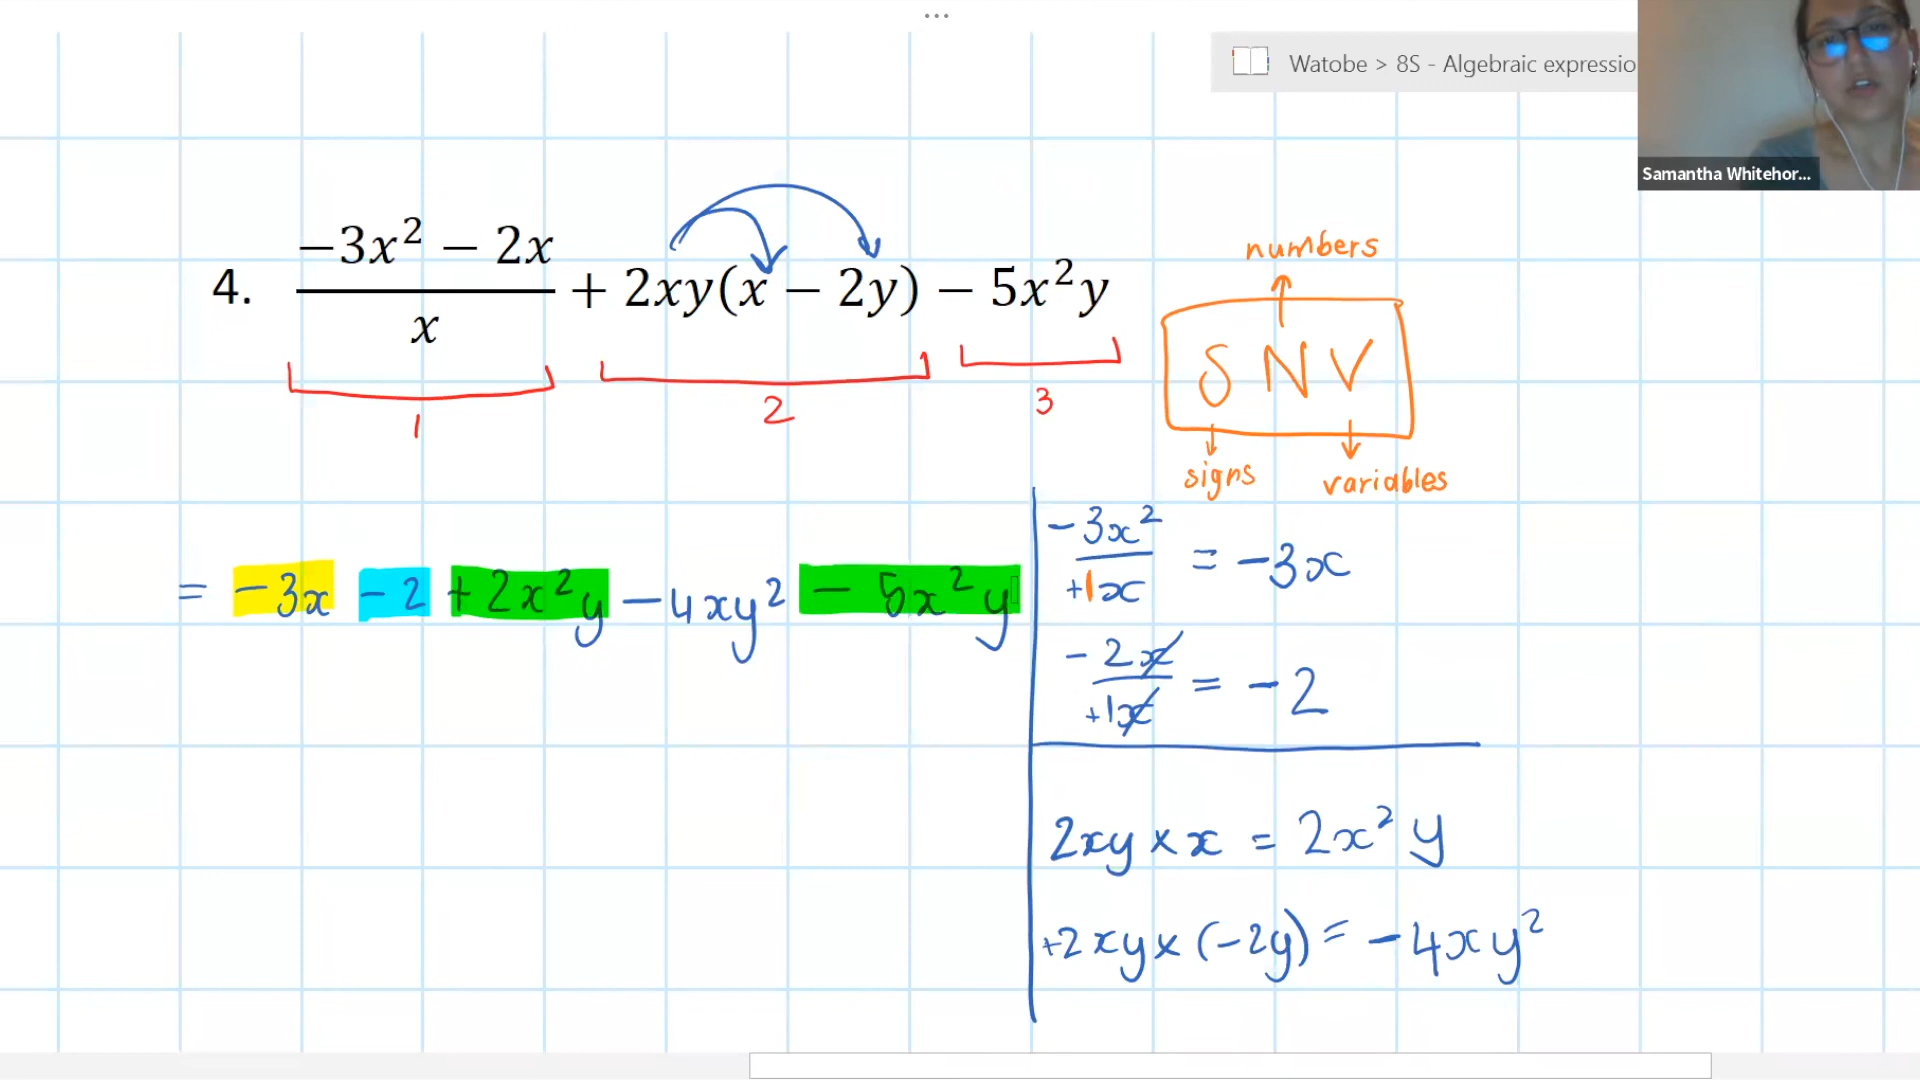 Watobe > 8S - Algebraic expressio
Samantha Whitehor...
4. (−3x² − 2x)/x + 2xy(x − 2y) − 5x²y
1 2 3
numbers
S N V
signs variables
= −3x −2 +2x²y −4xy² − 5x²y
−3x²/+1x = −3x
−2x/+1x = −2
2xy × x = 2x²y
+2xy × (−2y) = −4xy²